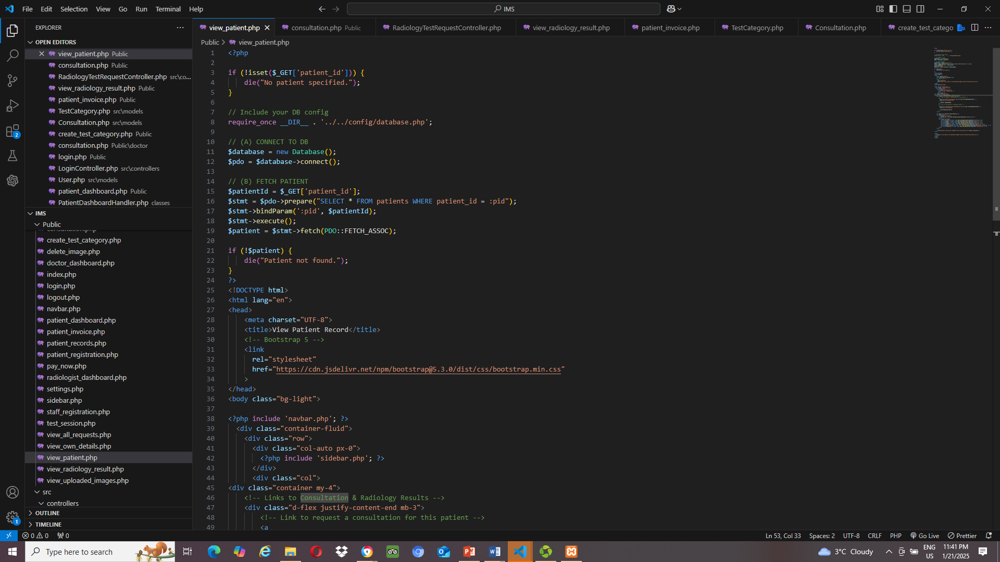 File Edit Selection View Go Run Terminal Help
IMS
EXPLORER
OPEN EDITORS
view_patient.php Public
consultation.php Public
RadiologyTestRequestController.php src\co...
view_radiology_result.php Public
patient_invoice.php Public
TestCategory.php src\models
Consultation.php src\models
create_test_category.php Public
consultation.php Public\doctor
login.php Public
LoginController.php src\controllers
User.php src\models
patient_dashboard.php Public
PatientDashboardHandler.php classes
IMS
Public
create_test_category.php
delete_image.php
doctor_dashboard.php
index.php
login.php
logout.php
navbar.php
patient_dashboard.php
patient_invoice.php
patient_records.php
patient_registration.php
pay_now.php
radiologist_dashboard.php
settings.php
sidebar.php
staff_registration.php
test_session.php
view_all_requests.php
view_own_details.php
view_patient.php
view_radiology_result.php
view_uploaded_images.php
src
controllers
OUTLINE
TIMELINE
2
1
view_patient.php consultation.php Public RadiologyTestRequestController.php view_radiology_result.php patient_invoice.php TestCategory.php Consultation.php create_test_catego
Public > view_patient.php
1 <?php
2
3 if (!isset($_GET['patient_id'])) {
4 die("No patient specified.");
5 }
6
7 // Include your DB config
8 require_once __DIR__ . '../../config/database.php';
9
10 // (A) CONNECT TO DB
11 $database = new Database();
12 $pdo = $database->connect();
13
14 // (B) FETCH PATIENT
15 $patientId = $_GET['patient_id'];
16 $stmt = $pdo->prepare("SELECT * FROM patients WHERE patient_id = :pid");
17 $stmt->bindParam(':pid', $patientId);
18 $stmt->execute();
19 $patient = $stmt->fetch(PDO::FETCH_ASSOC);
20
21 if (!$patient) {
22 die("Patient not found.");
23 }
24 ?>
25 <!DOCTYPE html>
26 <html lang="en">
27 <head>
28 <meta charset="UTF-8">
29 <title>View Patient Record</title>
30 <!-- Bootstrap 5 -->
31 <link
32 rel="stylesheet"
33 href="https://cdn.jsdelivr.net/npm/bootstrap@5.3.0/dist/css/bootstrap.min.css"
34 >
35 </head>
36 <body class="bg-light">
37
38 <?php include 'navbar.php'; ?>
39 <div class="container-fluid">
40 <div class="row">
41 <div class="col-auto px-0">
42 <?php include 'sidebar.php'; ?>
43 </div>
44 <div class="col">
45 <div class="container my-4">
46 <!-- Links to Consultation & Radiology Results -->
47 <div class="d-flex justify-content-end mb-3">
48 <!-- Link to request a consultation for this patient -->
49 <a
0 0 0 Ln 53, Col 33 Spaces: 2 UTF-8 CRLF PHP Go Live Prettier
Type here to search
3°C Cloudy
ENG
US
11:41 PM
1/21/2025